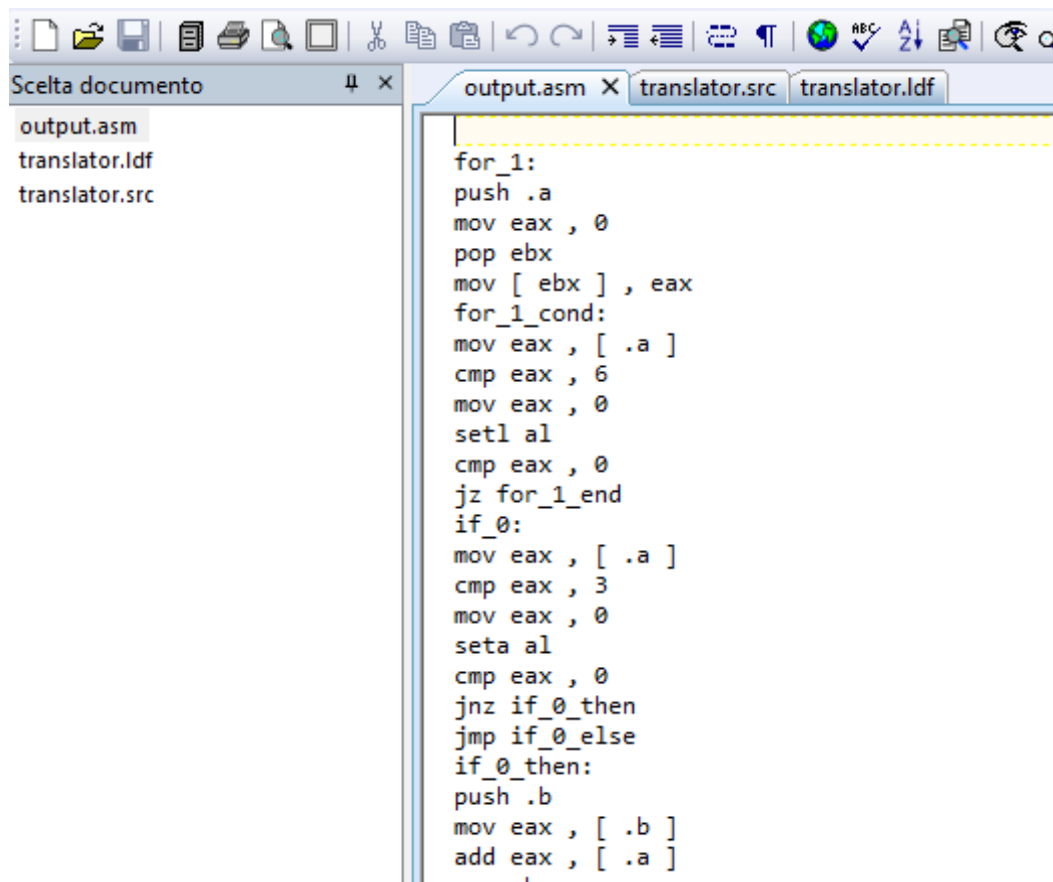 Scelta documento
output.asm
translator.ldf
translator.src
output.asm translator.src translator.ldf
for_1:
push .a
mov eax , 0
pop ebx
mov [ ebx ] , eax
for_1_cond:
mov eax , [ .a ]
cmp eax , 6
mov eax , 0
setl al
cmp eax , 0
jz for_1_end
if_0:
mov eax , [ .a ]
cmp eax , 3
mov eax , 0
seta al
cmp eax , 0
jnz if_0_then
jmp if_0_else
if_0_then:
push .b
mov eax , [ .b ]
add eax , [ .a ]